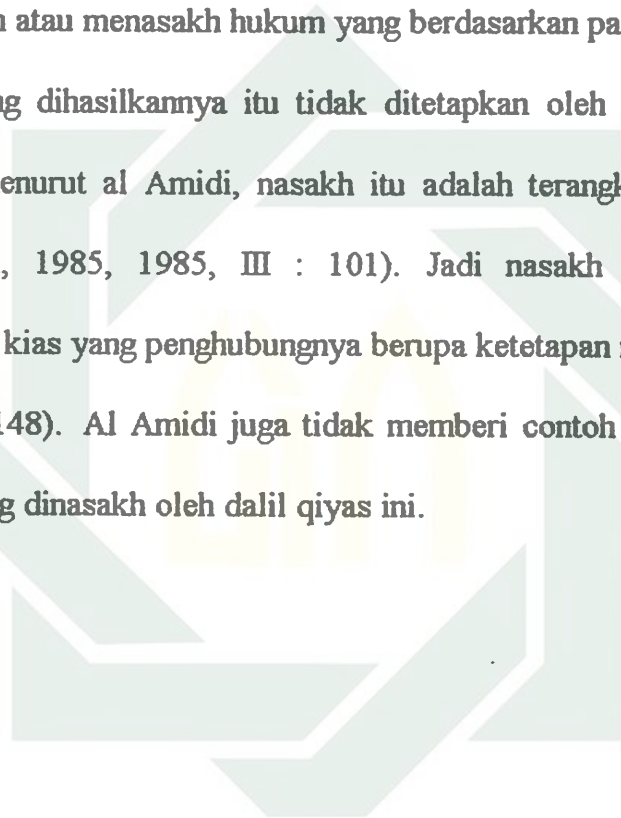 atau menasakh hukum yang berdasarkan pa
dihasilkannya itu tidak ditetapkan oleh
enurut al Amidi, nasakh itu adalah terangk
, 1985, 1985, III : 101). Jadi nasakh
kias yang penghubungnya berupa ketetapan
148). Al Amidi juga tidak memberi contoh
g dinasakh oleh dalil qiyas ini.